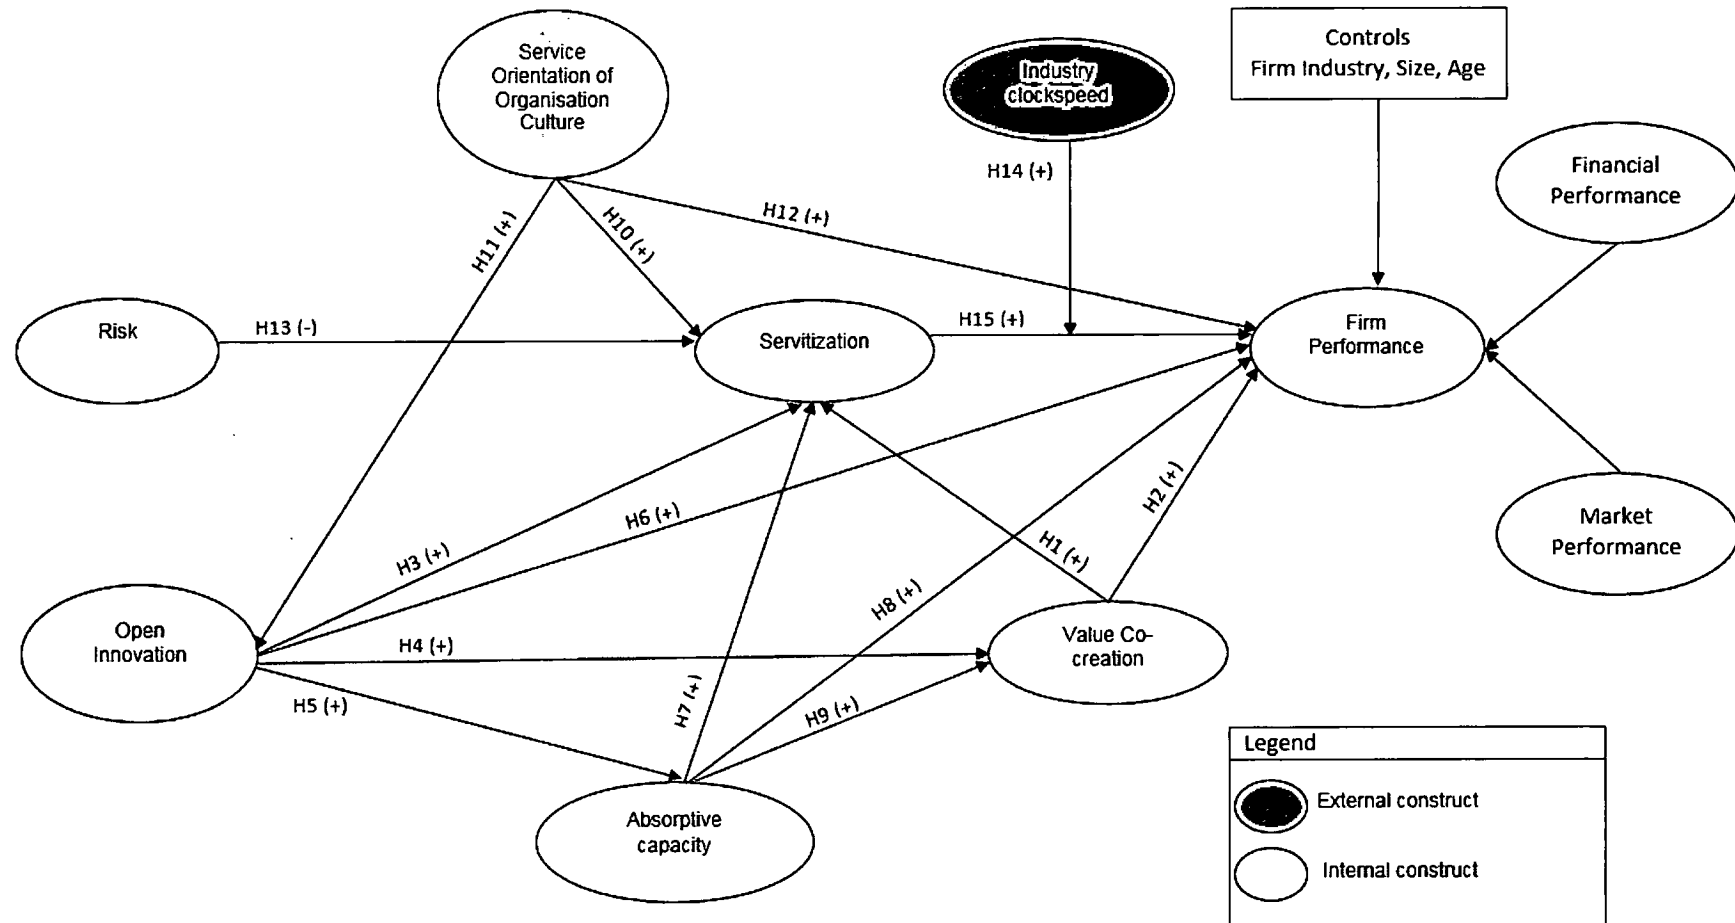 Service
Orientation of
Organisation
Culture
Industry
clockspeed
Controls
Firm Industry, Size, Age
Financial
Performance
H14 (+)
H12 (+)
H11 (+)
H10 (+)
Risk
H13 (-)
Servitization
H15 (+)
Firm
Performance
H2 (+)
H6 (+)
H3 (+)
H1 (+)
Market
Performance
H8 (+)
Open
Innovation
H4 (+)
Value Co-
creation
H5 (+)
H7 (+)
H9 (+)
Absorptive
capacity
Legend
External construct
Internal construct